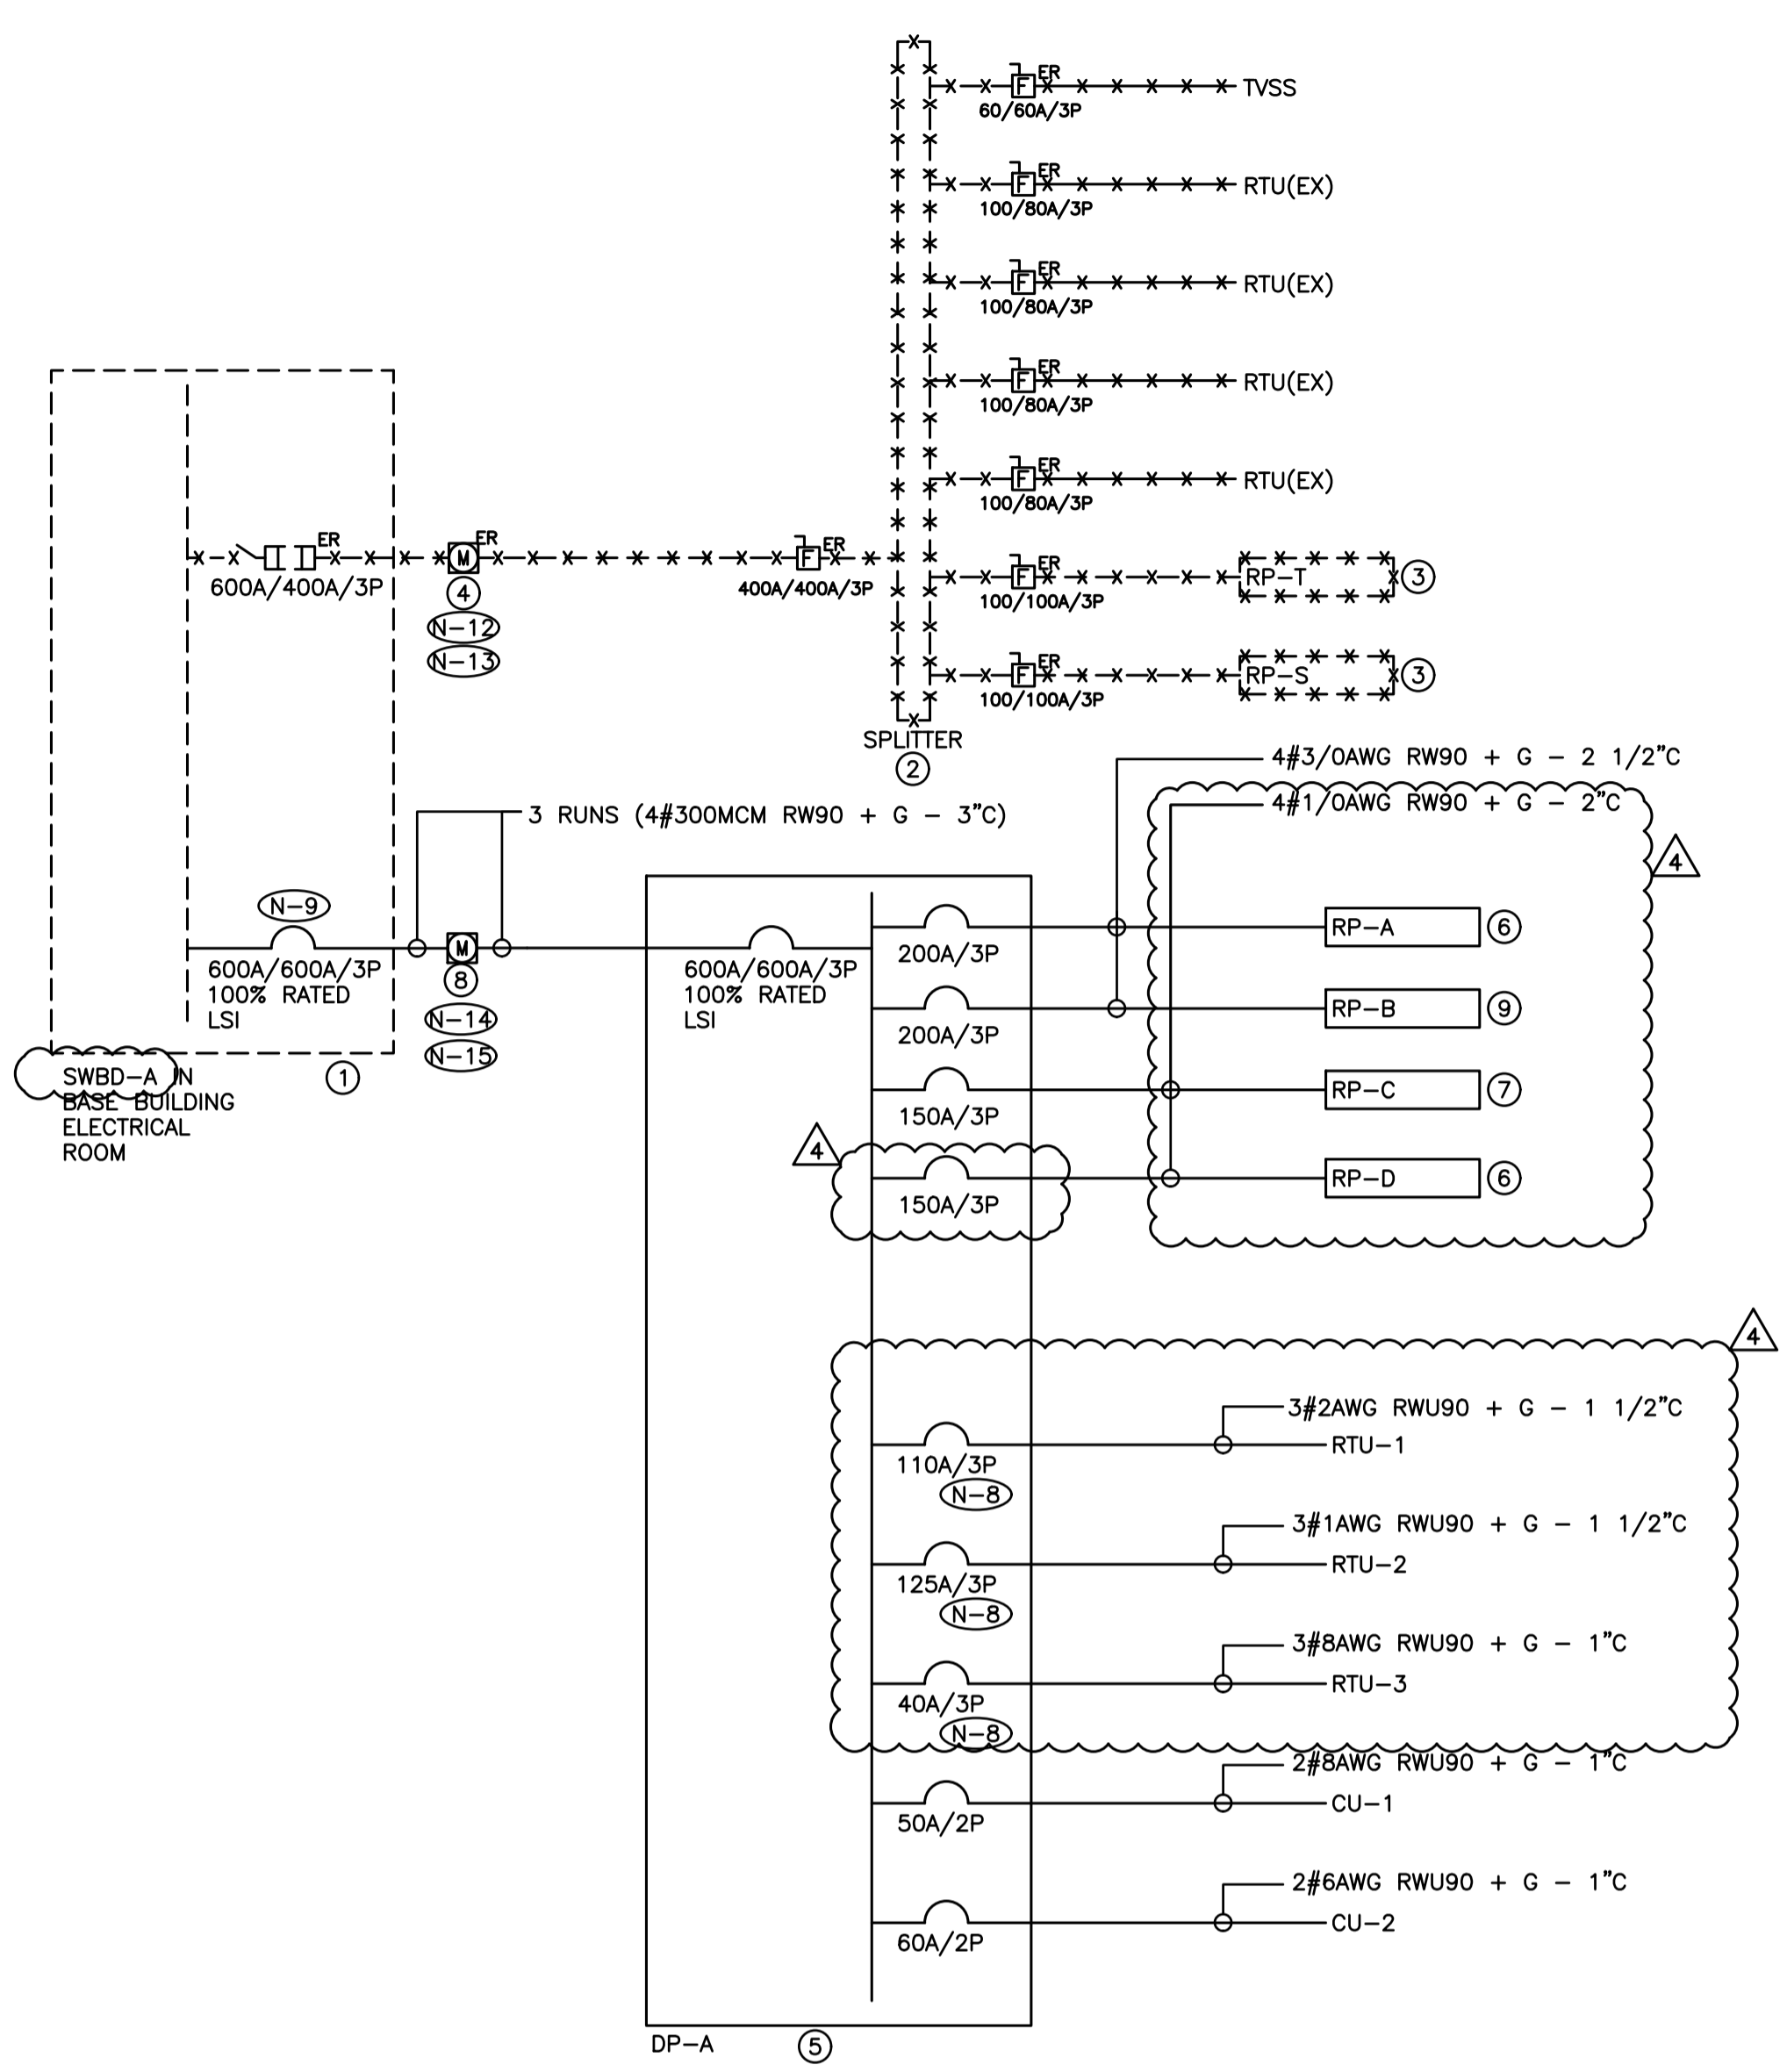 ER
TVSS
60/60A/3P
ER
RTU(EX)
100/80A/3P
ER
RTU(EX)
100/80A/3P
ER
RTU(EX)
100/80A/3P
ER
RTU(EX)
100/80A/3P
ER
600A/400A/3P
M
ER
4
N-12
N-13
ER
400A/400A/3P
ER
100/100A/3P
RP-T
3
ER
100/100A/3P
RP-S
3
F
F
F
F
F
F
F
F
SPLITTER
2
4#3/0AWG RW90 + G - 2 1/2"C
4#1/0AWG RW90 + G - 2"C
4
3 RUNS (4#300MCM RW90 + G - 3"C)
N-9
600A/600A/3P
100% RATED
LSI
M
8
N-14
N-15
600A/600A/3P
100% RATED
LSI
200A/3P
RP-A
6
200A/3P
RP-B
9
150A/3P
RP-C
7
4
150A/3P
RP-D
6
SWBD-A IN
BASE BUILDING
ELECTRICAL
ROOM
1
4
3#2AWG RWU90 + G - 1 1/2"C
RTU-1
110A/3P
N-8
3#1AWG RWU90 + G - 1 1/2"C
RTU-2
125A/3P
N-8
3#8AWG RWU90 + G - 1"C
RTU-3
40A/3P
N-8
2#8AWG RWU90 + G - 1"C
CU-1
50A/2P
2#6AWG RWU90 + G - 1"C
CU-2
60A/2P
DP-A
5